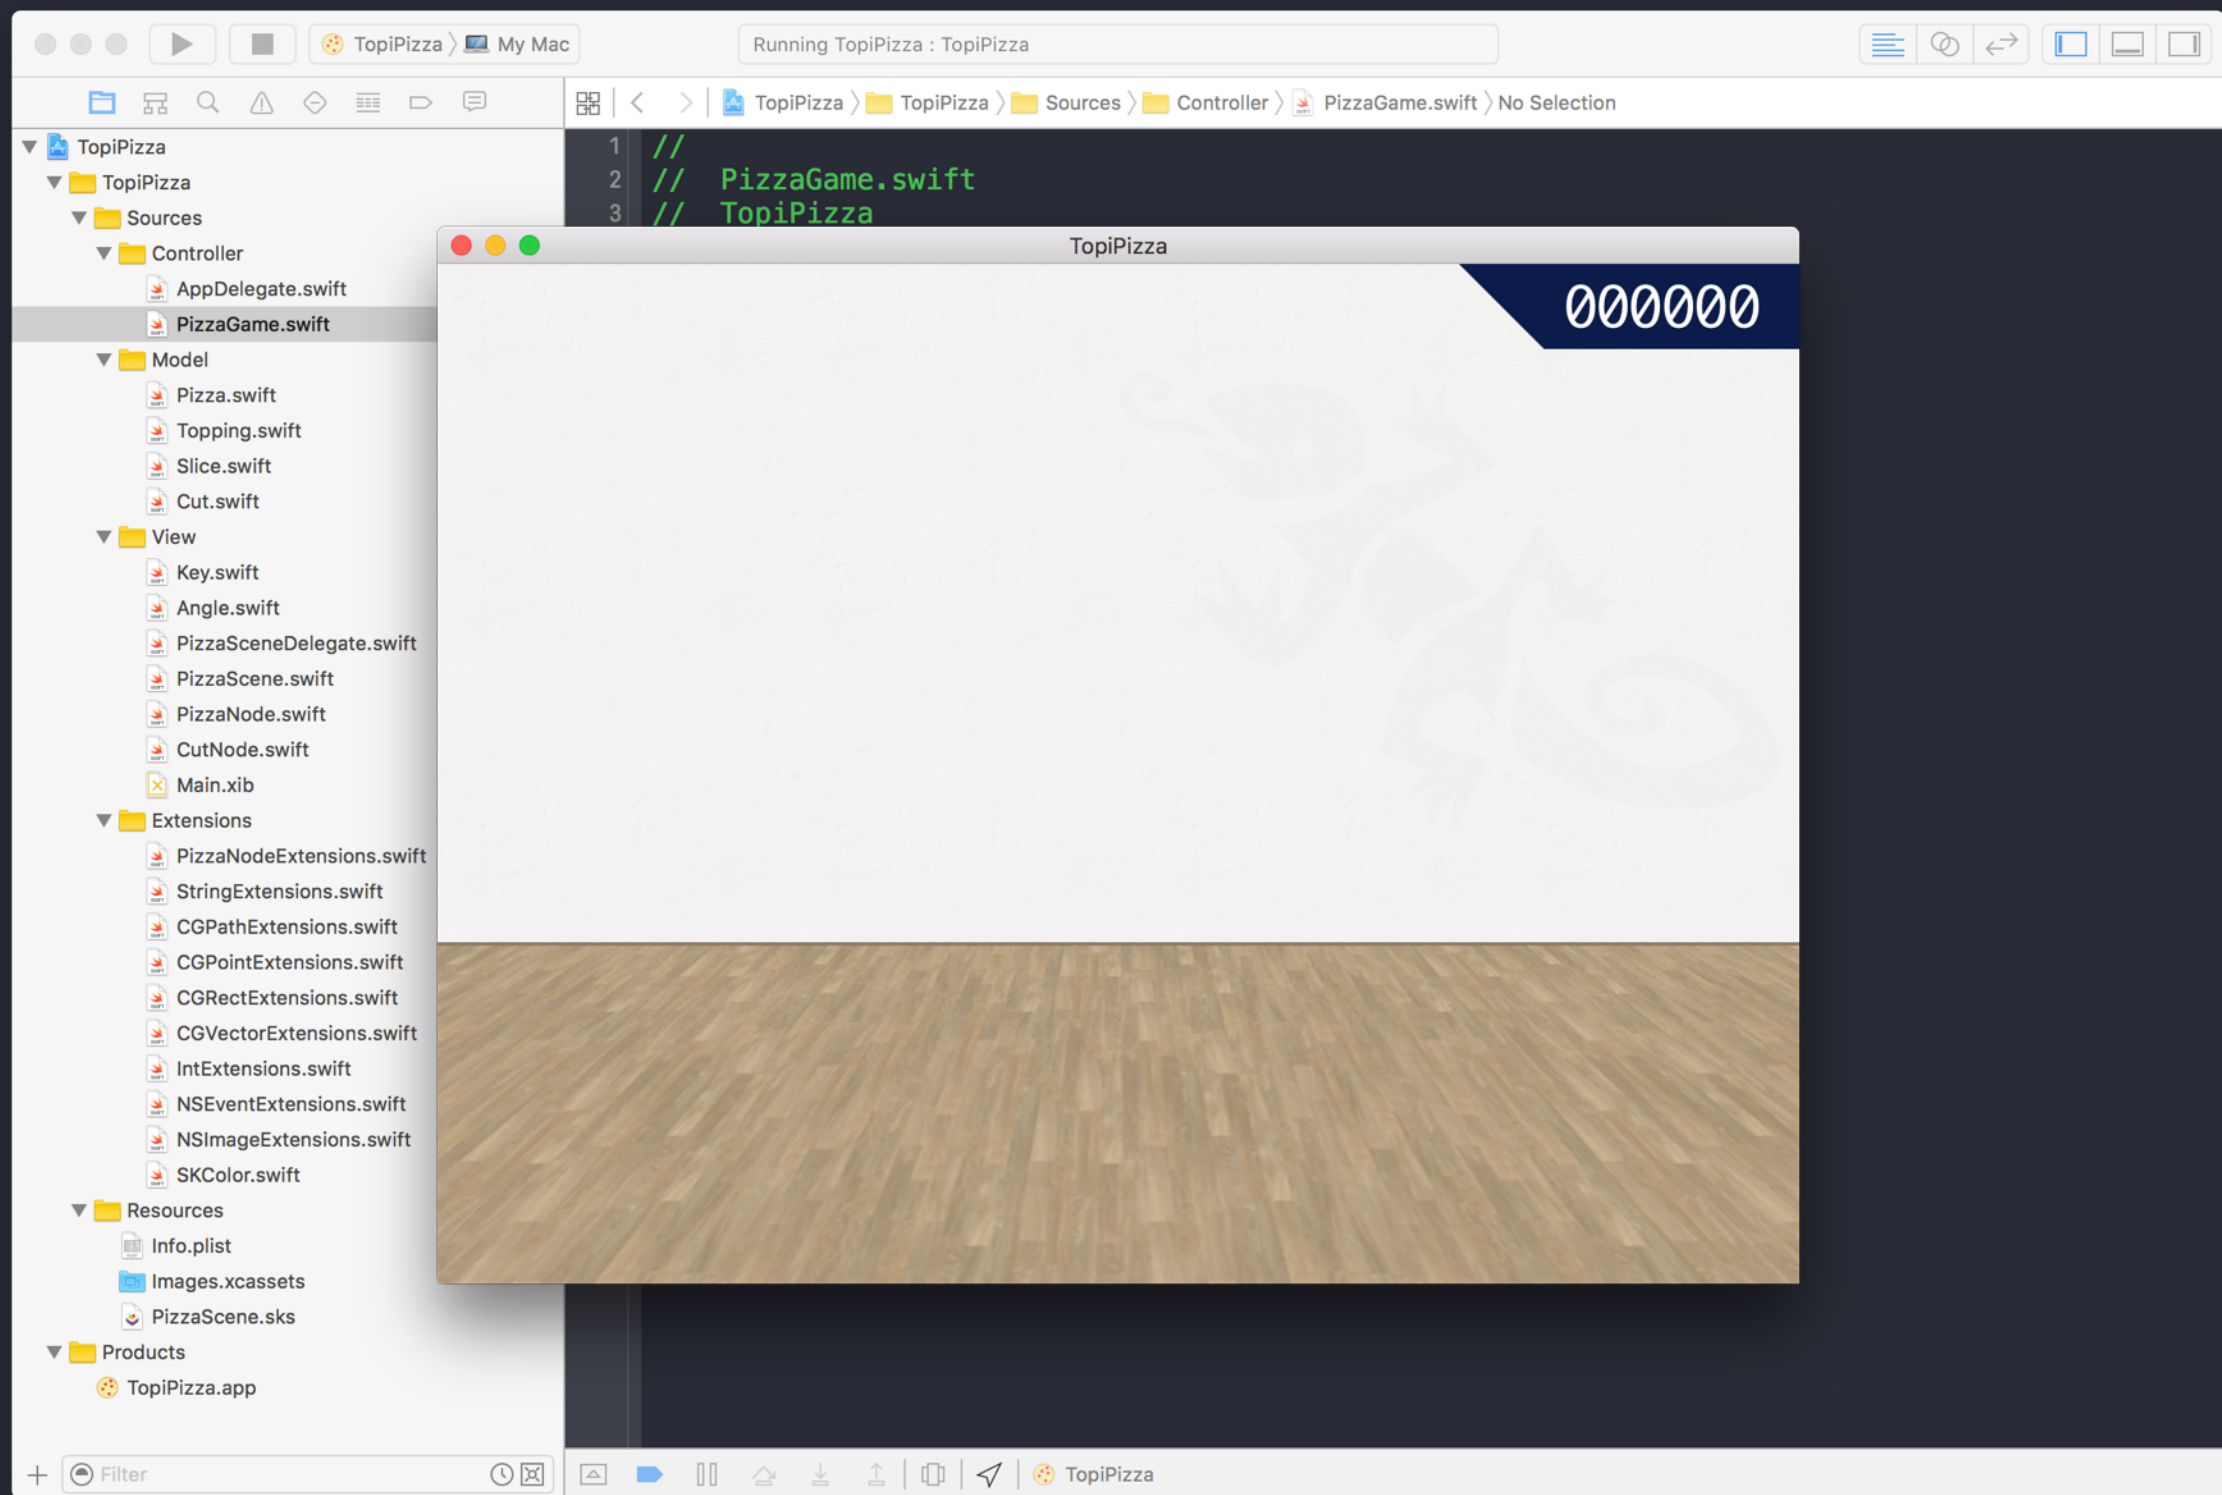 TopiPizza 〉 My Mac
Running TopiPizza : TopiPizza
TopiPizza 〉 TopiPizza 〉 Sources 〉 Controller 〉 PizzaGame.swift 〉 No Selection
TopiPizza
TopiPizza
Sources
Controller
AppDelegate.swift
PizzaGame.swift
Model
Pizza.swift
Topping.swift
Slice.swift
Cut.swift
View
Key.swift
Angle.swift
PizzaSceneDelegate.swift
PizzaScene.swift
PizzaNode.swift
CutNode.swift
Main.xib
Extensions
PizzaNodeExtensions.swift
StringExtensions.swift
CGPathExtensions.swift
CGPointExtensions.swift
CGRectExtensions.swift
CGVectorExtensions.swift
IntExtensions.swift
NSEventExtensions.swift
NSImageExtensions.swift
SKColor.swift
Resources
Info.plist
Images.xcassets
PizzaScene.sks
Products
TopiPizza.app
Filter
1 //
2 // PizzaGame.swift
3 // TopiPizza
TopiPizza
000000
TopiPizza